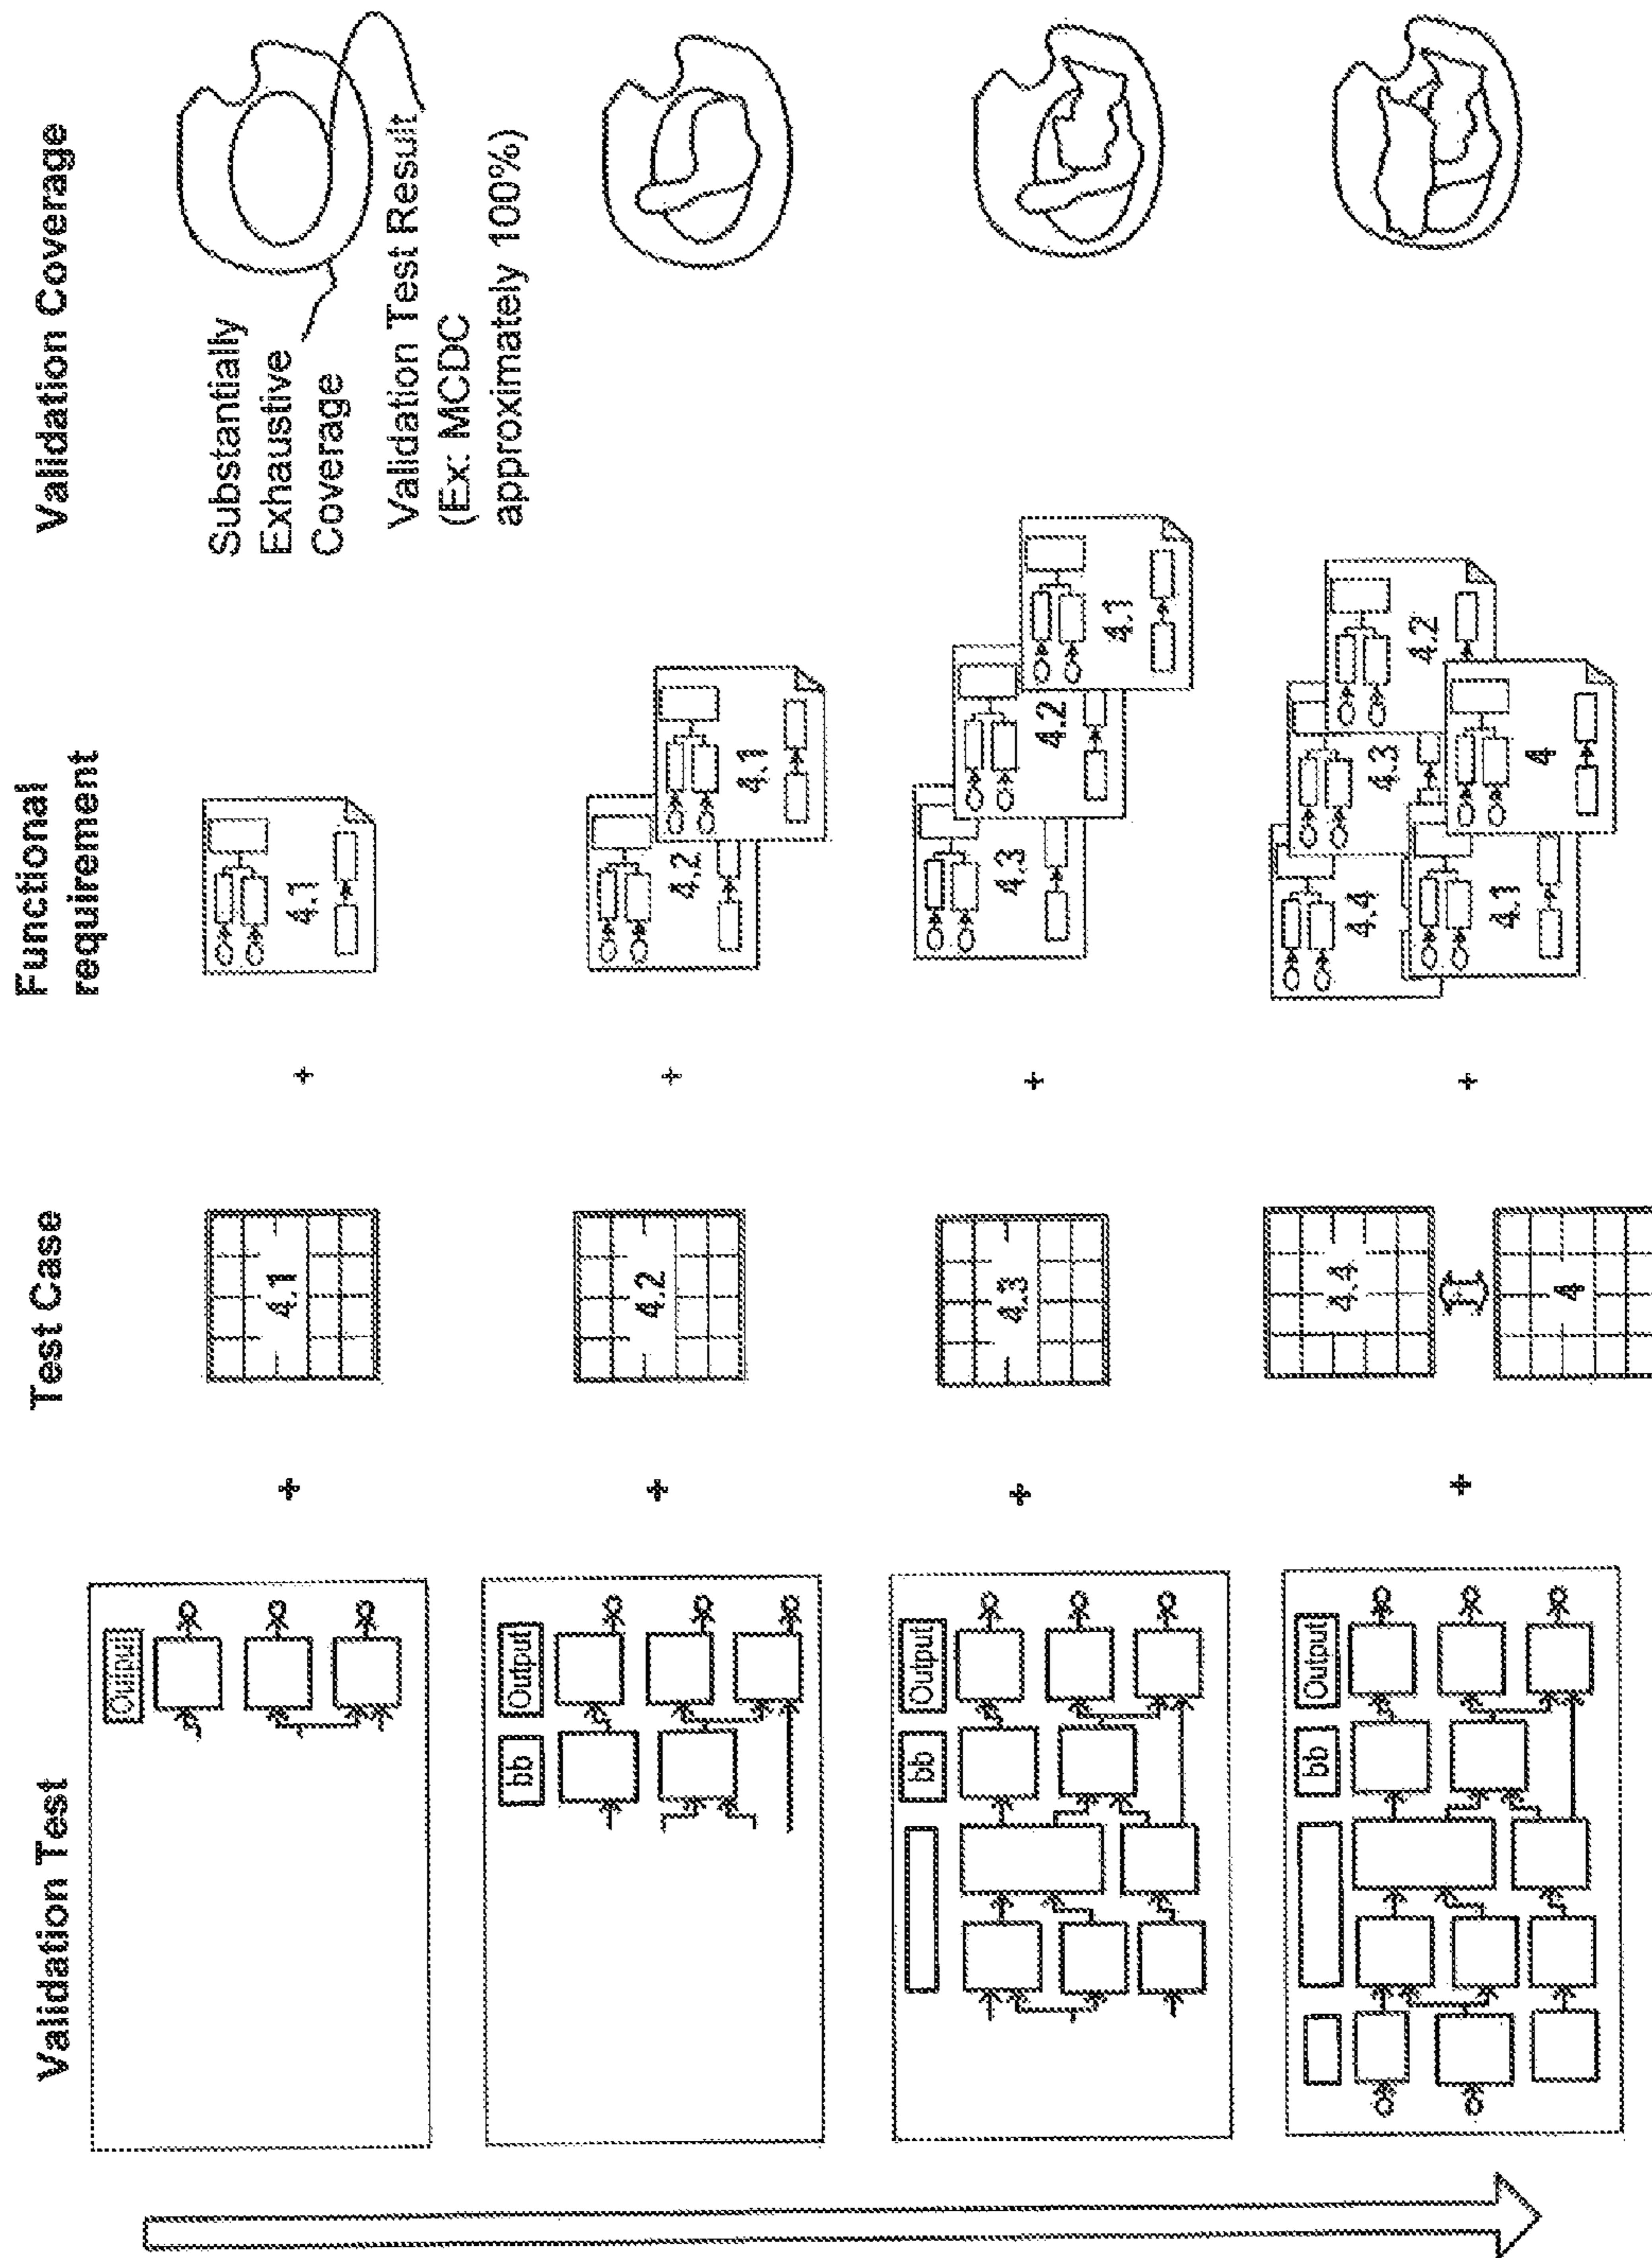 Validation Test
Test Case
Functional
requirement
Validation Coverage
Output
4.1
4.1
Substantially
Exhaustive
Coverage
Validation Test Result
(Ex: MCDC
approximately 100%)
bb
Output
4.2
4.2
4.1
bb
Output
4.3
4.3
4.2
4.1
bb
Output
4.4
4
4.4
4.3
4.2
4.1
4